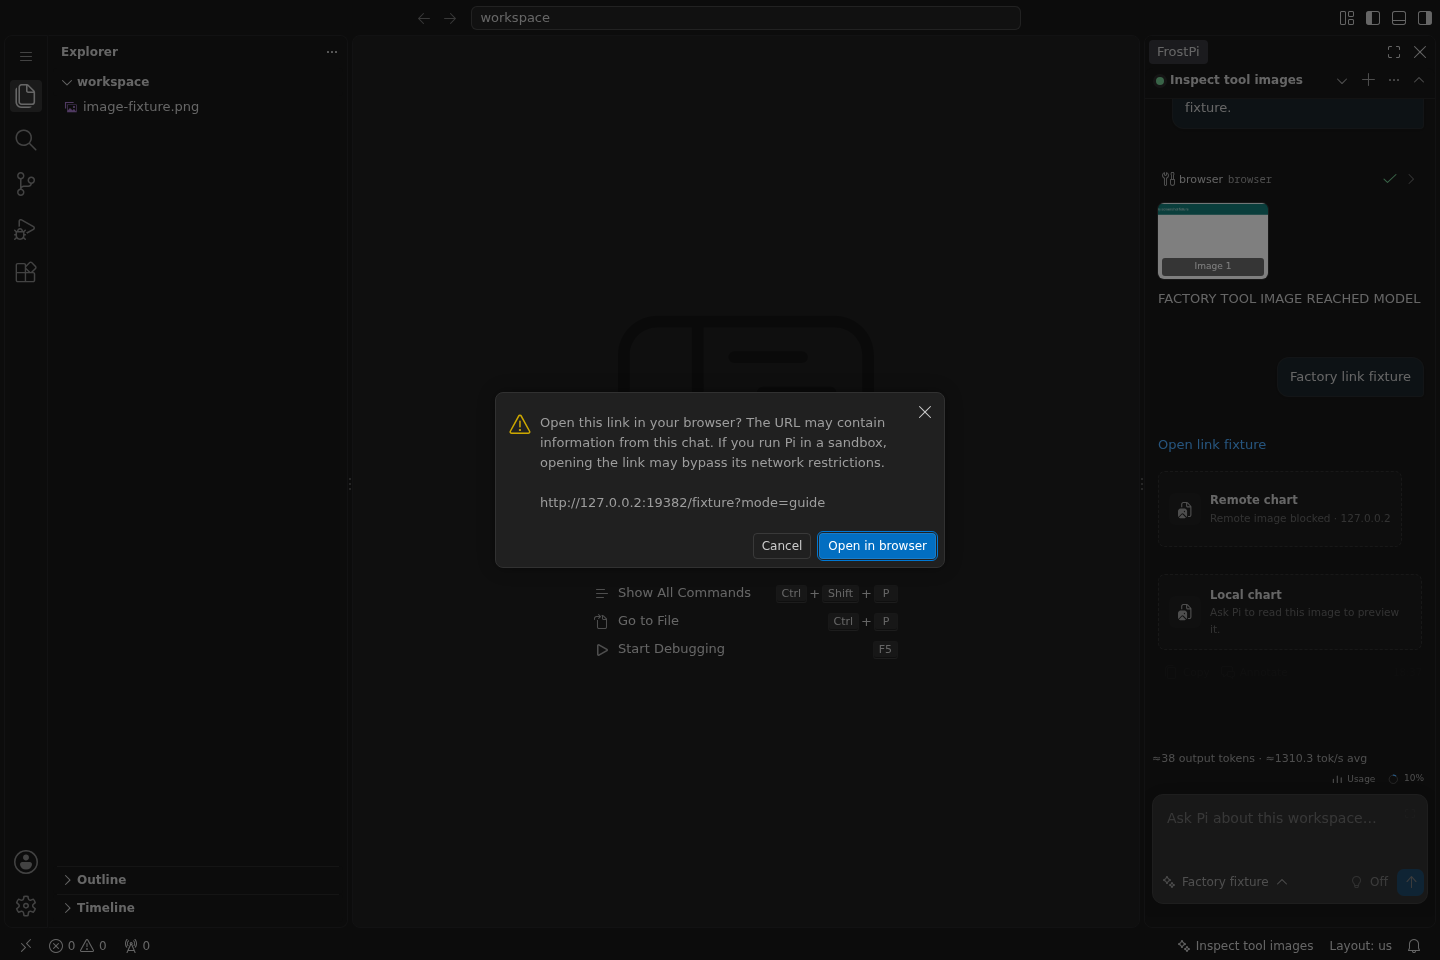 workspace
Explorer
workspace
image-fixture.png
Outline
Timeline
Open this link in your browser? The URL may contain
information from this chat. If you run Pi in a sandbox,
opening the link may bypass its network restrictions.
http://127.0.0.2:19382/fixture?mode=guide
Cancel
Open in browser
Show All Commands Ctrl + Shift + P
Go to File Ctrl + P
Start Debugging F5
FrostPi
Inspect tool images
fixture.
browser browser
Image 1
FACTORY TOOL IMAGE REACHED MODEL
Factory link fixture
Open link fixture
Remote chart
Remote image blocked · 127.0.0.2
Local chart
Ask Pi to read this image to preview
it.
≈38 output tokens · ≈1310.3 tok/s avg
Usage 10%
Ask Pi about this workspace...
Factory fixture Off
0 0 0
Inspect tool images Layout: us